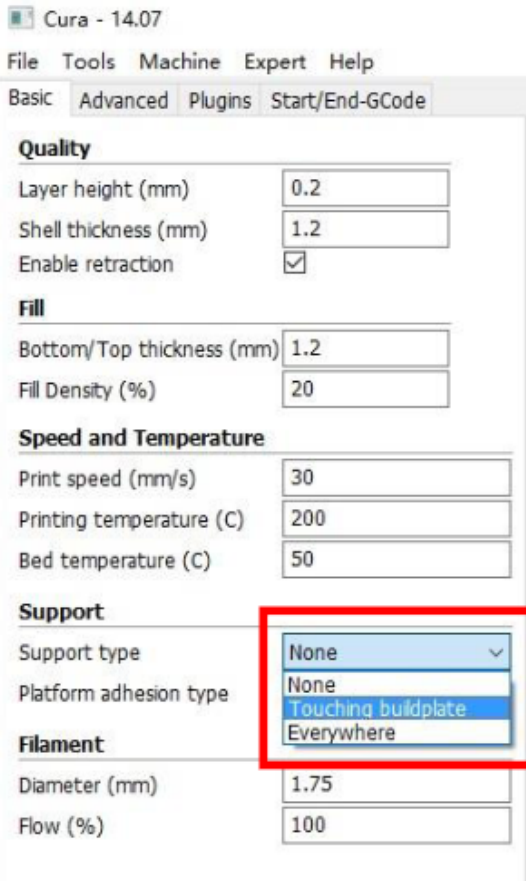 Cura - 14.07
File Tools Machine Expert Help
Basic Advanced Plugins Start/End-GCode
Quality
Layer height (mm) 0.2
Shell thickness (mm) 1.2
Enable retraction
Fill
Bottom/Top thickness (mm) 1.2
Fill Density (%) 20
Speed and Temperature
Print speed (mm/s) 30
Printing temperature (C) 200
Bed temperature (C) 50
Support
Support type None
None
Platform adhesion type Touching buildplate
Everywhere
Filament
Diameter (mm) 1.75
Flow (%) 100